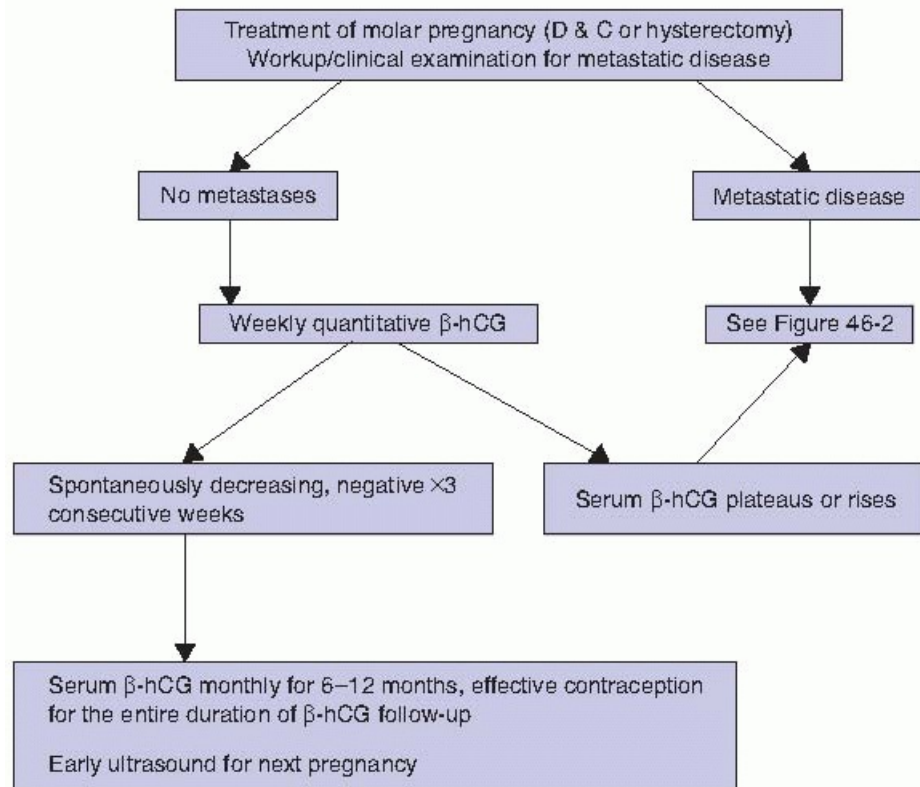 Treatment of molar pregnancy (D & C or hysterectomy)
Workup/clinical examination for metastatic disease
No metastases
Metastatic disease
Weekly quantitative β-hCG
See Figure 46-2
Spontaneously decreasing, negative ×3
consecutive weeks
Serum β-hCG plateaus or rises
Serum β-hCG monthly for 6–12 months, effective contraception
for the entire duration of β-hCG follow-up
Early ultrasound for next pregnancy